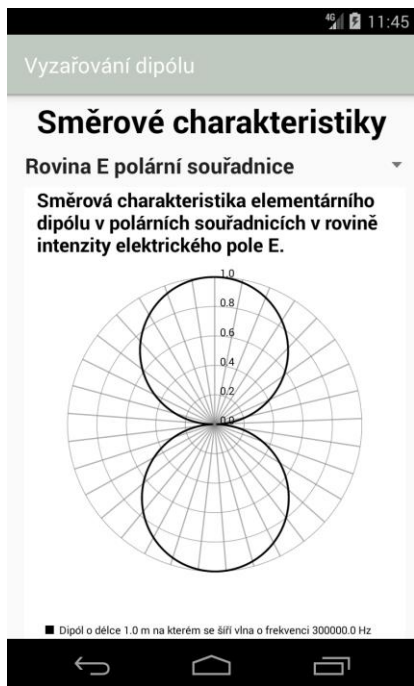 4G 11:45
Vyzařování dipólu
Směrové charakteristiky
Rovina E polární souřadnice
Směrová charakteristika elementárního
dipólu v polárních souřadnicích v rovině
intenzity elektrického pole E.
1.0
0.8
0.6
0.4
0.2
0.0
Dipól o délce 1.0 m na kterém se šíří vlna o frekvenci 300000.0 Hz